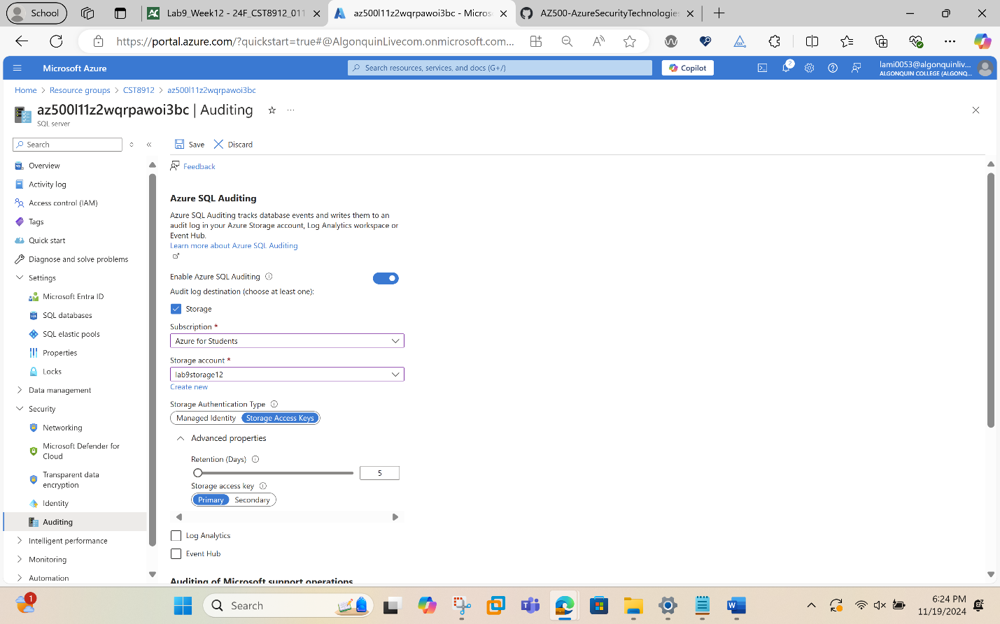 School
Lab9_Week12 - 24F_CST8912_011
az500l11z2wqrpawoi3bc - Micros
AZ500-AzureSecurityTechnologies
https://portal.azure.com/?quickstart=true#@AlgonquinLivecom.onmicrosoft.com...
Microsoft Azure
Search resources, services, and docs (G+/)
Copilot
2
lami0053@algonquinliv...
ALGONQUIN COLLEGE (ALGONQ...
Home > Resource groups > CST8912 > az500l11z2wqrpawoi3bc
az500l11z2wqrpawoi3bc | Auditing
SQL server
Search
Save
Discard
Feedback
Overview
Activity log
Access control (IAM)
Tags
Quick start
Diagnose and solve problems
Settings
Microsoft Entra ID
SQL databases
SQL elastic pools
Properties
Locks
Data management
Security
Networking
Microsoft Defender for
Cloud
Transparent data
encryption
Identity
Auditing
Intelligent performance
Monitoring
Automation
Azure SQL Auditing
Azure SQL Auditing tracks database events and writes them to an
audit log in your Azure Storage account, Log Analytics workspace or
Event Hub.
Learn more about Azure SQL Auditing
Enable Azure SQL Auditing
Audit log destination (choose at least one):
Storage
Subscription *
Azure for Students
Storage account *
lab9storage12
Create new
Storage Authentication Type
Managed Identity Storage Access Keys
Advanced properties
Retention (Days)
5
Storage access key
Primary Secondary
Log Analytics
Event Hub
Auditing of Microsoft support operations
1
Search
6:24 PM
11/19/2024